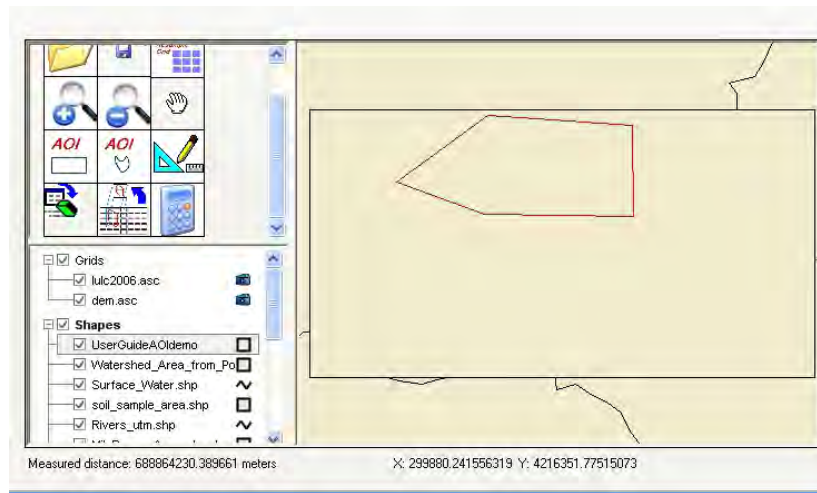 Grid
AOI AOI
Grids
lulc2006.asc
dem.asc
Shapes
UserGuideAOIdemo
Watershed_Area_from_Po
Surface_Water.shp
soil_sample_area.shp
Rivers_utm.shp
Measured distance: 688864230.389661 meters X: 299880.241556319 Y: 4216351.77515073